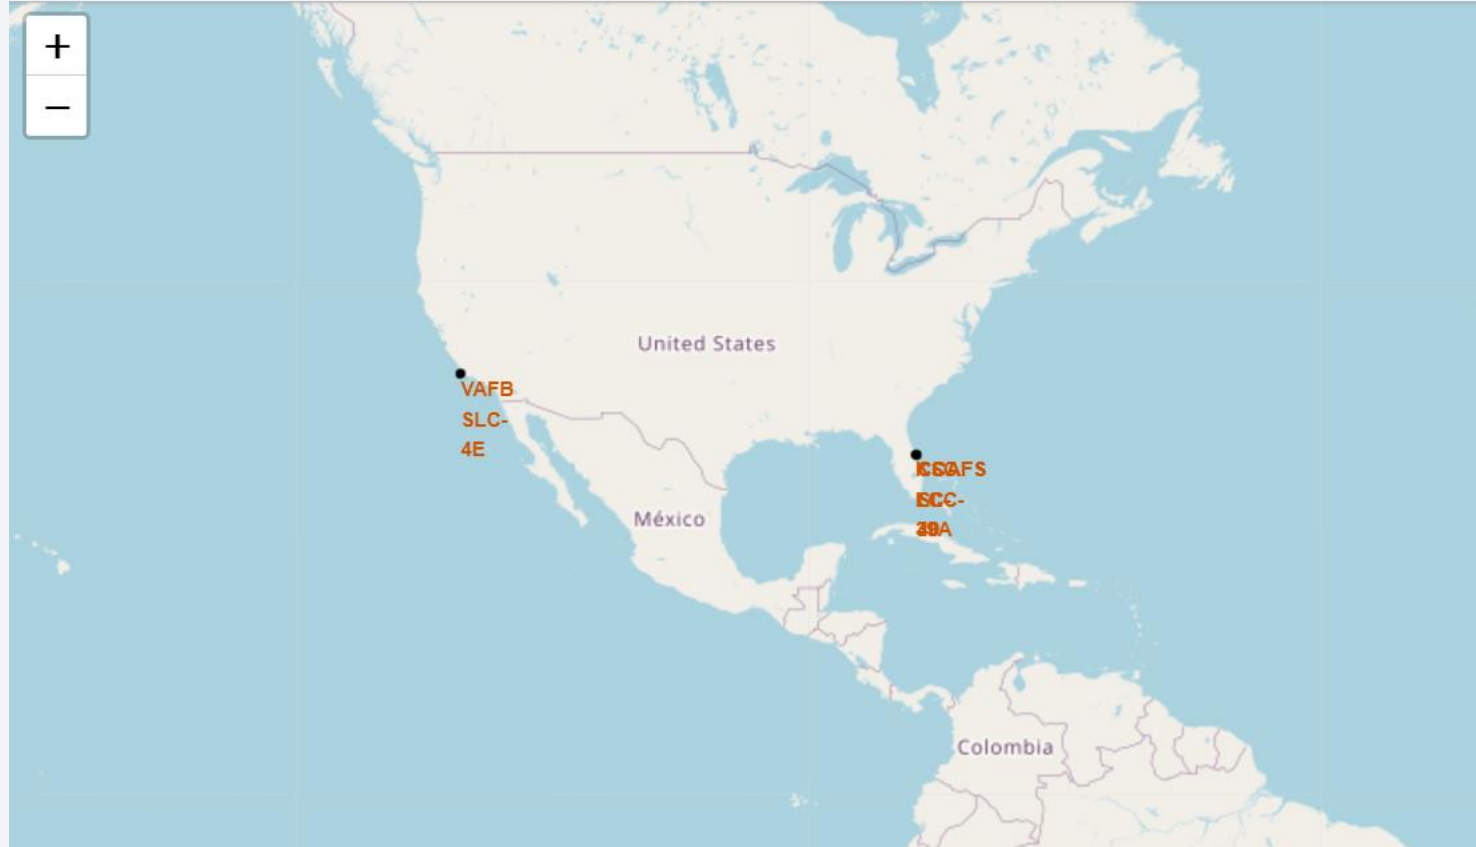 +
−
United States
VAFB
SLC-
4E
México
Colombia